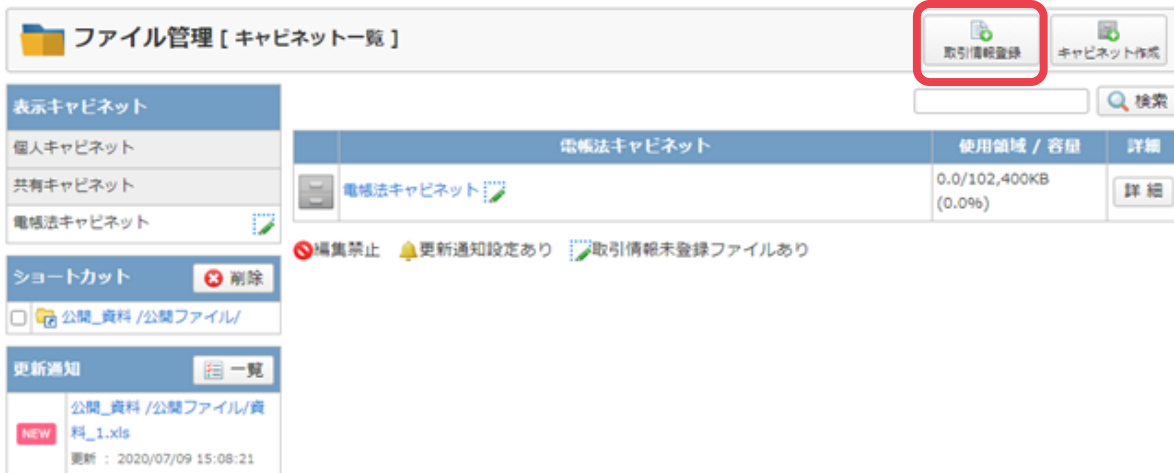 ファイル管理 [ キャビネット一覧 ]
取引情報登録
キャビネット作成
検索
表示キャビネット
個人キャビネット
共有キャビネット
電帳法キャビネット
電帳法キャビネット
使用領域 / 容量
詳細
電帳法キャビネット
0.0/102,400KB
(0.0%)
詳 細
編集禁止 更新通知設定あり 取引情報未登録ファイルあり
ショートカット
削除
公開_資料 /公開ファイル/
更新通知
一覧
NEW
公開_資料 /公開ファイル/資
料_1.xls
更新 : 2020/07/09 15:08:21